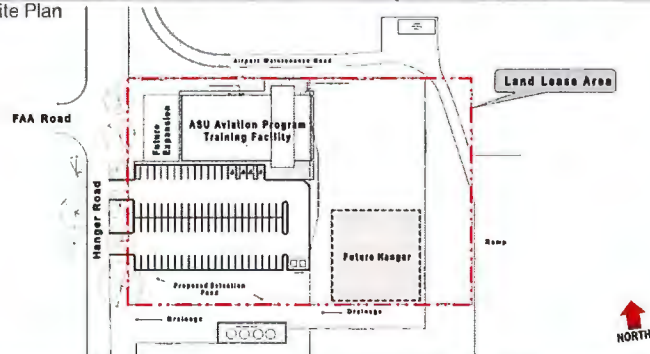 ite Plan
Airport Maintenance Road
Land Lease Area
FAA Road
Future
Expansion
ASU Aviation Program
Training Facility
Hanger Road
Future Hanger
Ramp
Proposed Detention
Pond
Drainage
Drainage
NORTH